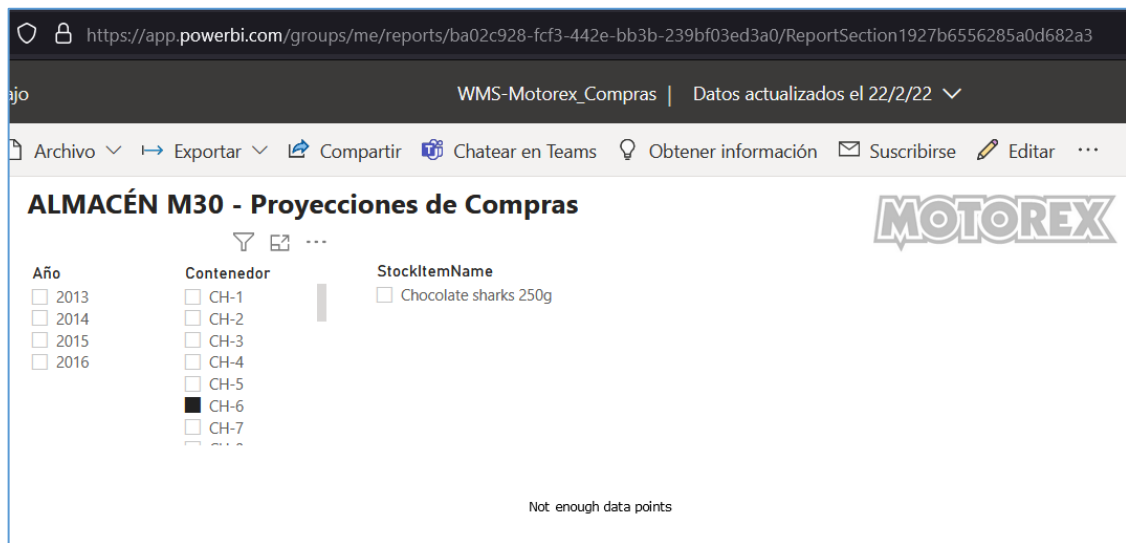 https://app.powerbi.com/groups/me/reports/ba02c928-fcf3-442e-bb3b-239bf03ed3a0/ReportSection1927b6556285a0d682a3
ajo WMS-Motorex_Compras | Datos actualizados el 22/2/22
Archivo Exportar Compartir Chatear en Teams Obtener información Suscribirse Editar ...
ALMACÉN M30 - Proyecciones de Compras
MOTOREX
Año
2013
2014
2015
2016
Contenedor
CH-1
CH-2
CH-3
CH-4
CH-5
CH-6
CH-7
StockItemName
Chocolate sharks 250g
Not enough data points